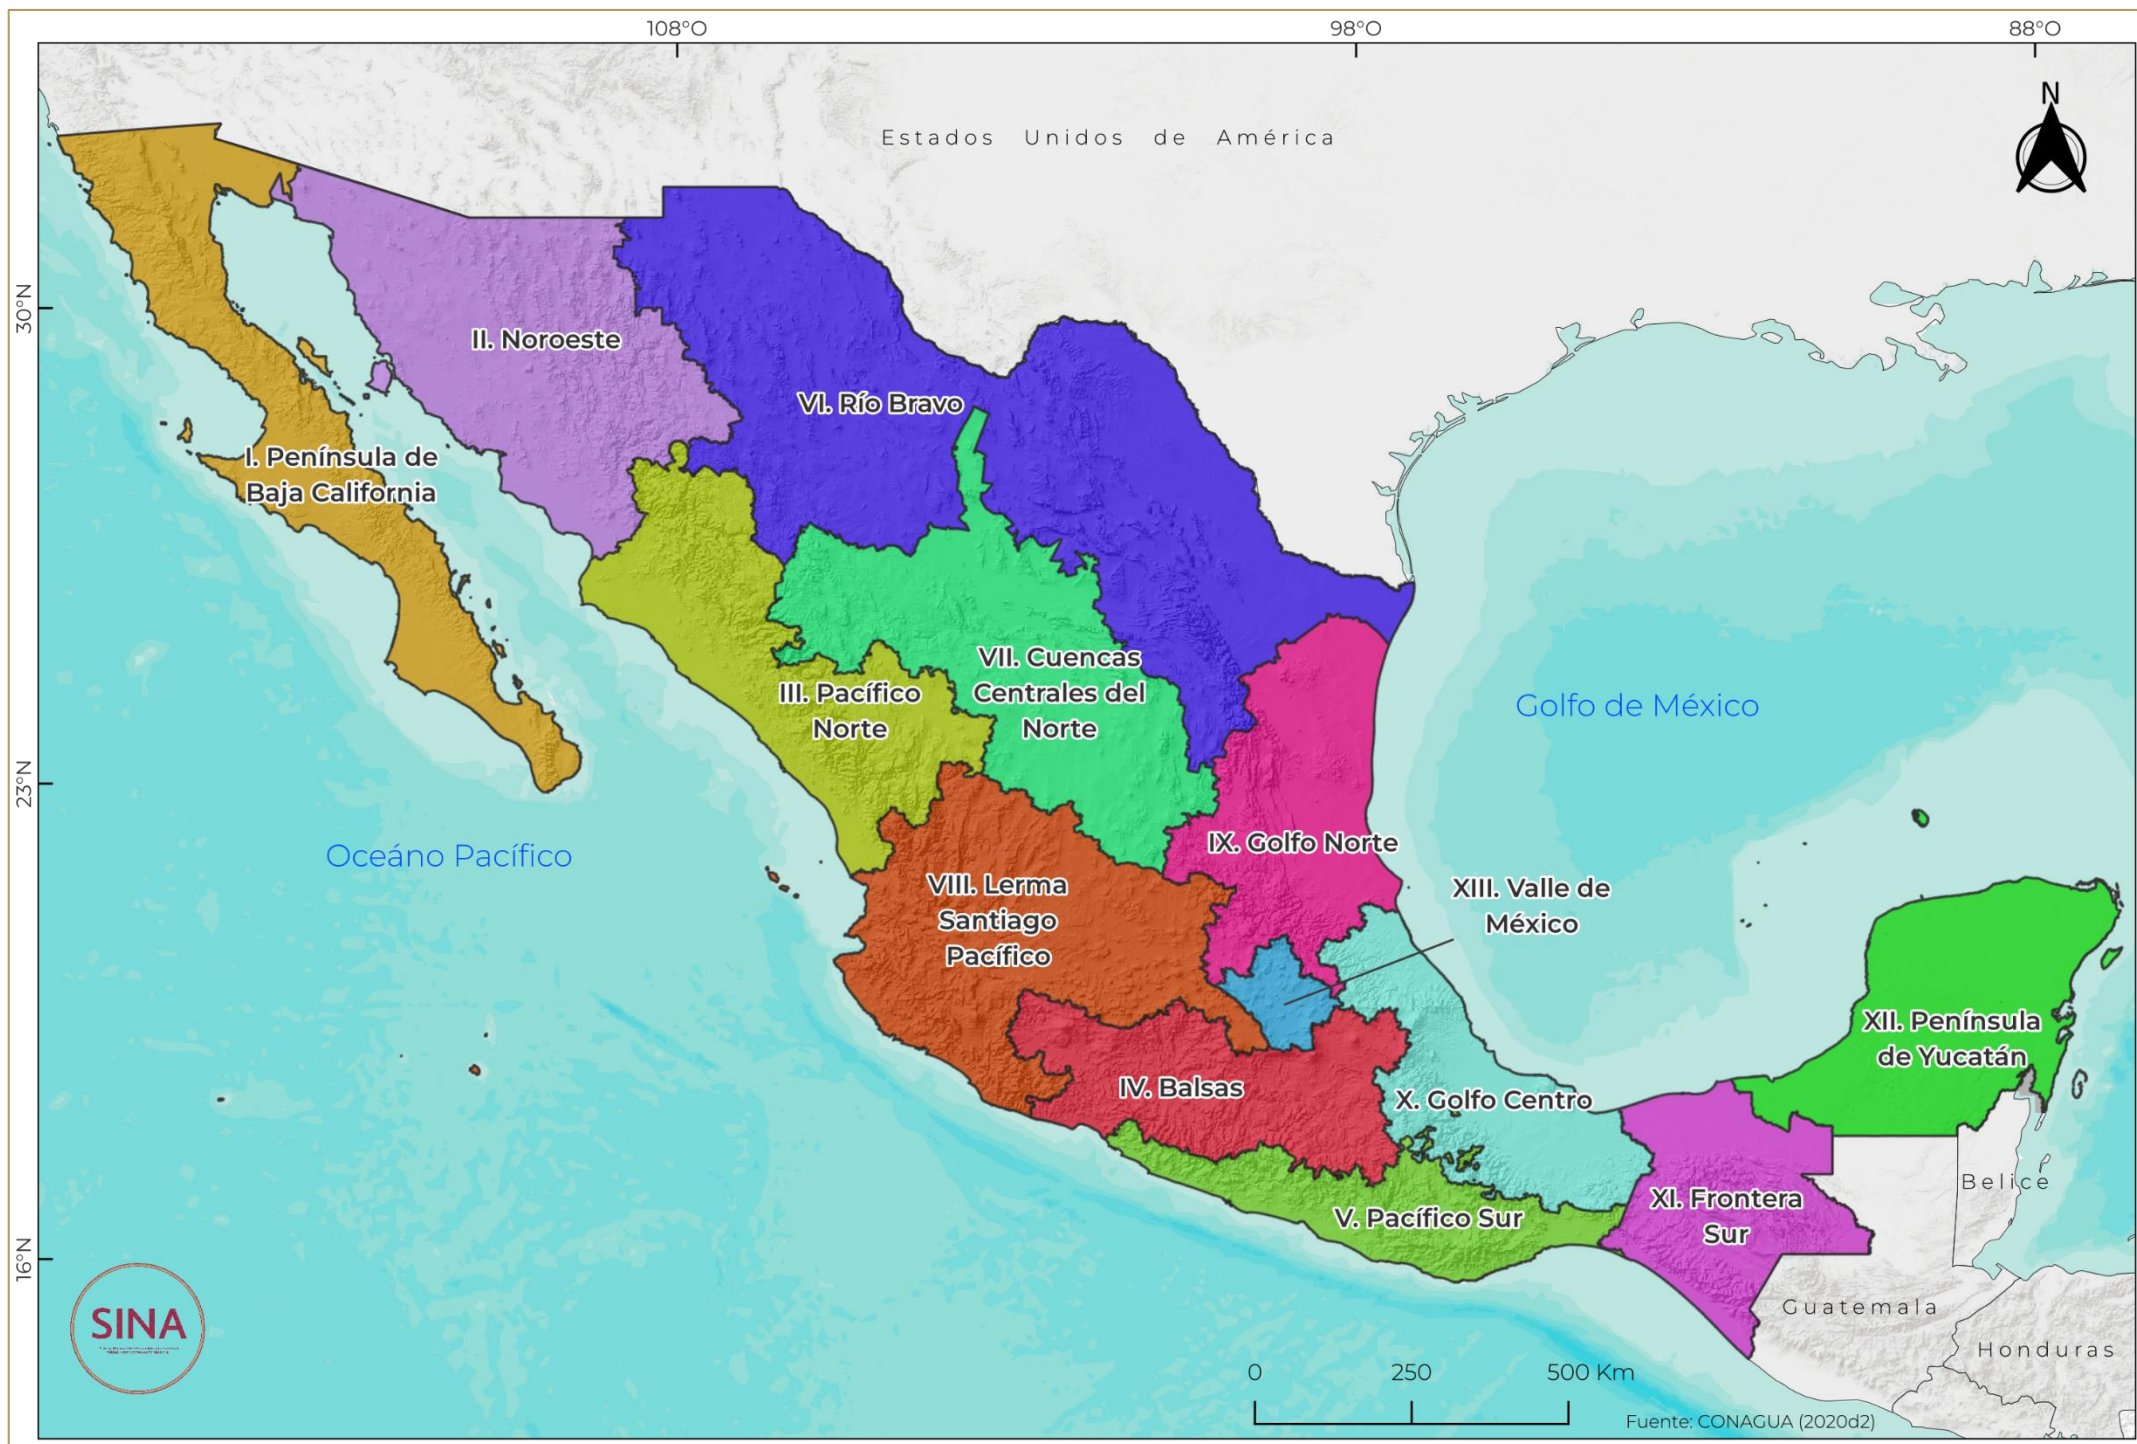 108°O
98°O
88°O
N
Estados Unidos de América
30°N
II. Noroeste
VI. Río Bravo
I. Península de
Baja California
VII. Cuencas
Centrales del
Norte
III. Pacífico
Norte
Golfo de México
23°N
Oceáno Pacífico
IX. Golfo Norte
VIII. Lerma
Santiago
Pacífico
XIII. Valle de
México
XII. Península
de Yucatán
IV. Balsas
X. Golfo Centro
Belice
XI. Frontera
Sur
V. Pacífico Sur
16°N
Guatemala
Honduras
SINA
0 250 500 Km
Fuente: CONAGUA (2020d2)